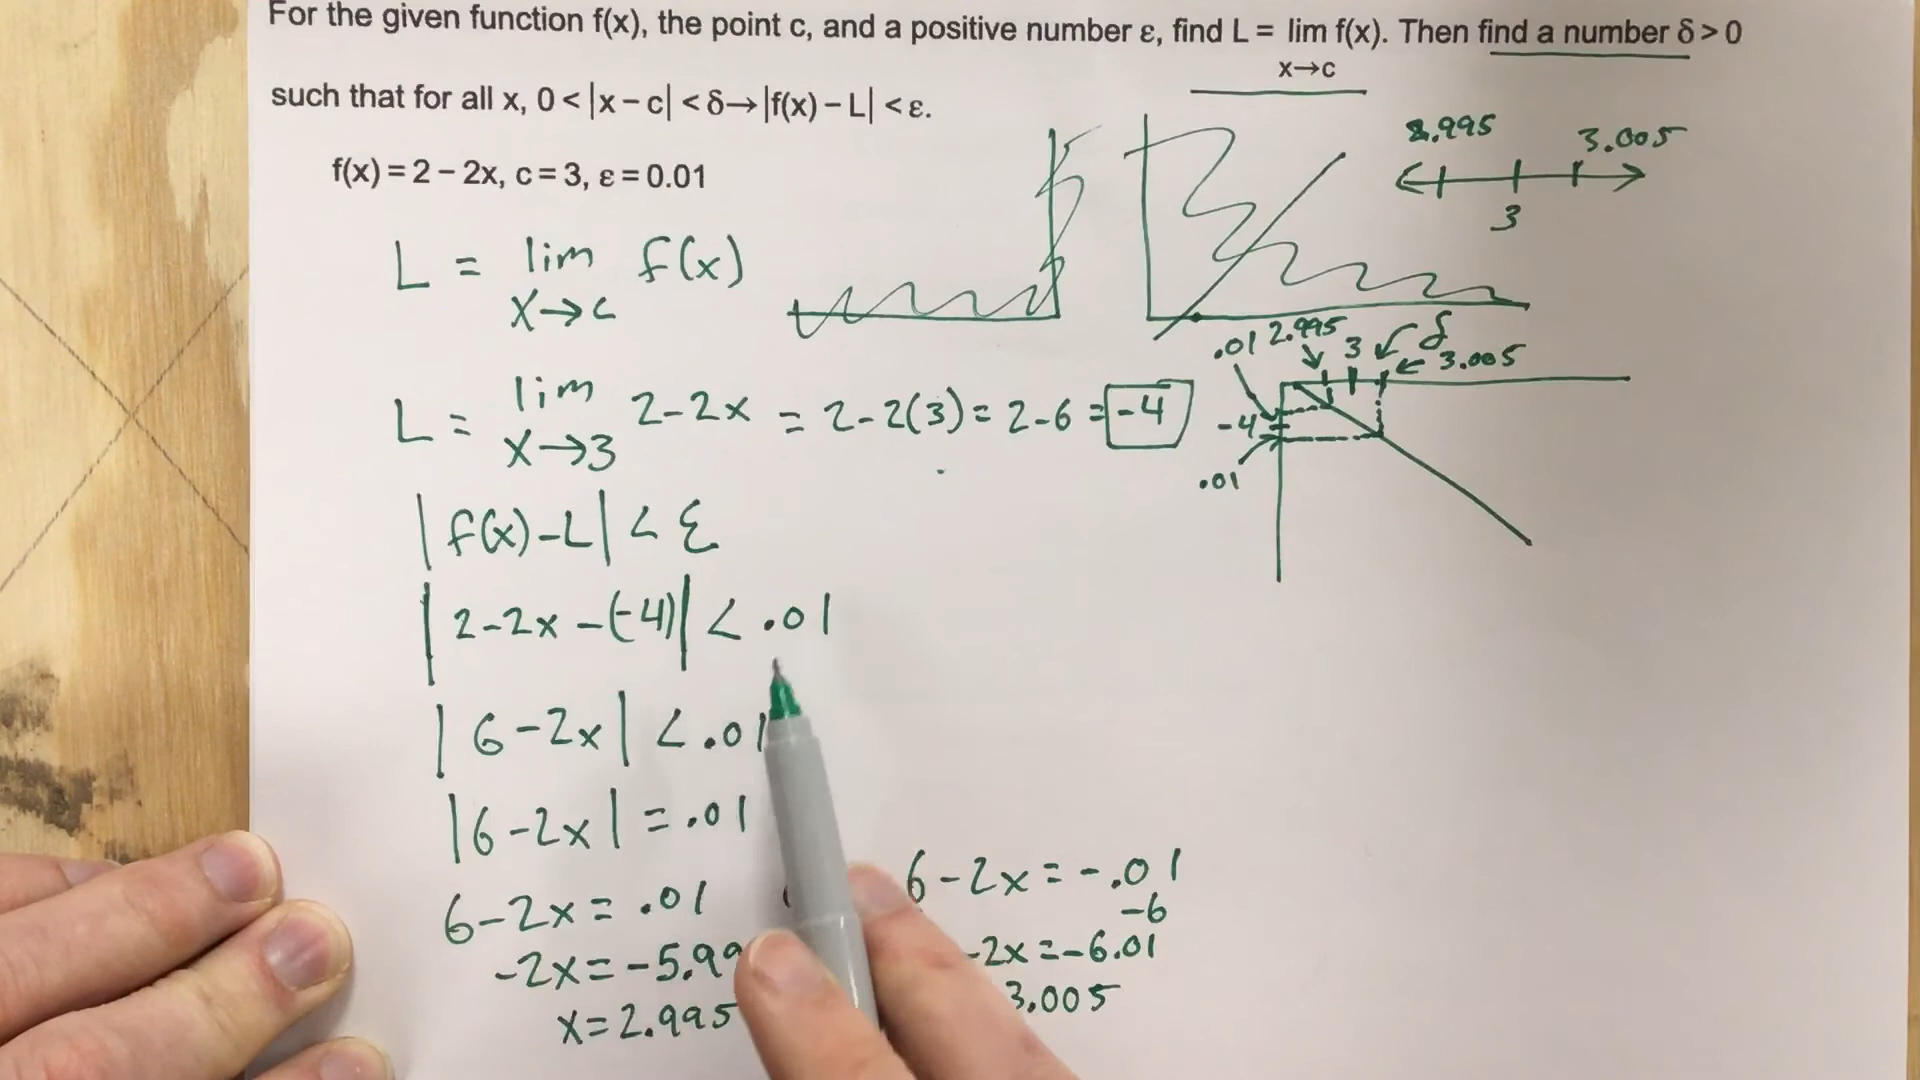 For the given function f(x), the point c, and a positive number ε, find L = lim f(x). Then find a number δ > 0
x→c
such that for all x, 0 < |x – c| < δ→|f(x) – L| < ε.
f(x) = 2 – 2x, c = 3, ε = 0.01
2.995
3.005
3
L = lim f(x)
x→c
.01 2.995 3 δ
3.005
L = lim 2-2x = 2-2(3) = 2-6 = -4
x→3
-4
.01
|f(x)-L| < ε
|2-2x-(-4)| < .01
|6-2x| < .01
|6-2x| = .01
6-2x = .01
6-2x = -.01
-6
-2x = -5.99
-2x = -6.01
x = 2.995
3.005